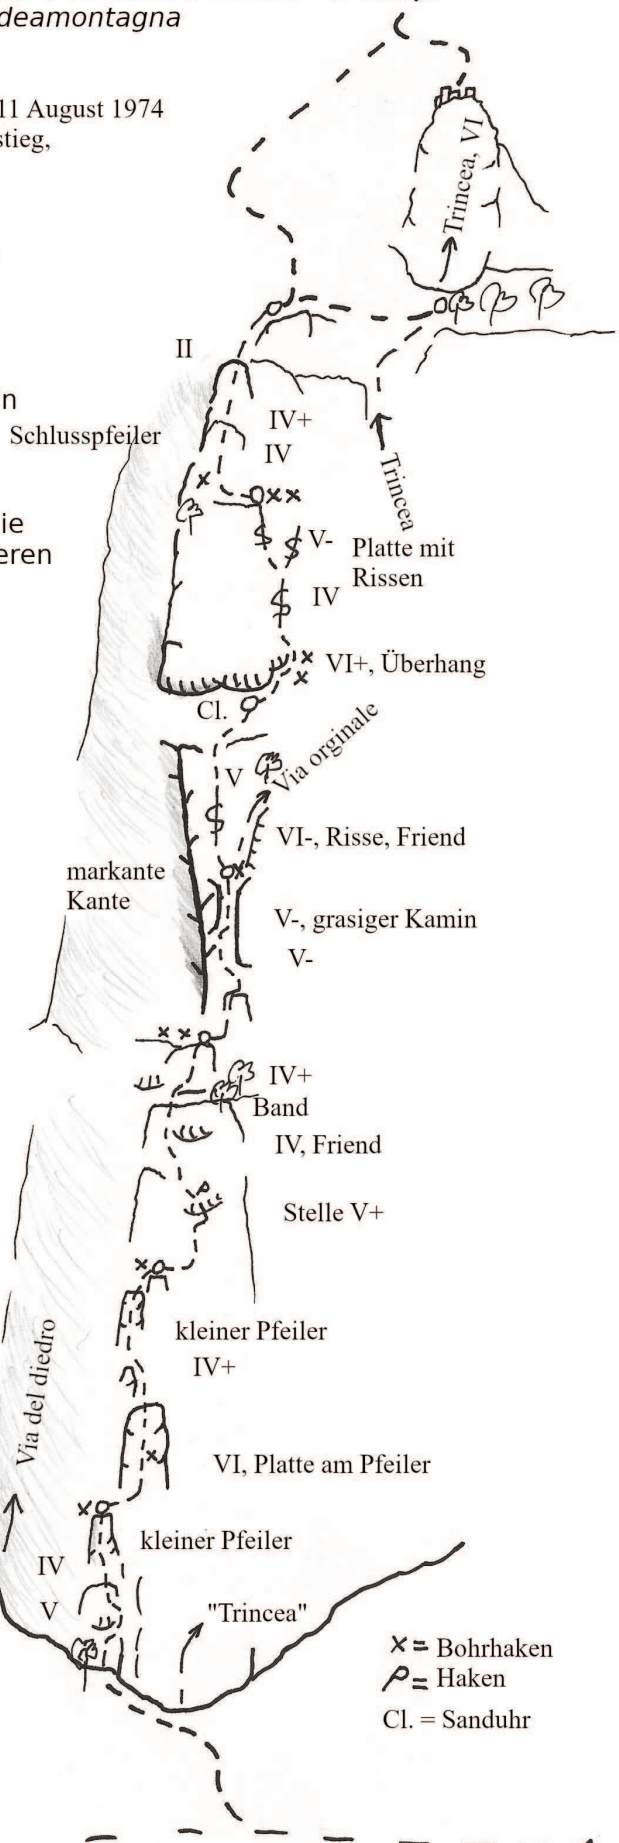 deamontagna
11 August 1974
stieg,
Trincea, VI
II
n
IV+
Schlusspfeiler
IV
Trincea
ie
eren
V-
Platte mit
Rissen
IV
VI+, Überhang
Cl.
Via orginale
V
VI-, Risse, Friend
markante
Kante
V-, grasiger Kamin
V-
IV+
Band
IV, Friend
Stelle V+
kleiner Pfeiler
IV+
Via del diedro
VI, Platte am Pfeiler
kleiner Pfeiler
IV
V
"Trincea"
x = Bohrhaken
= Haken
Cl. = Sanduhr